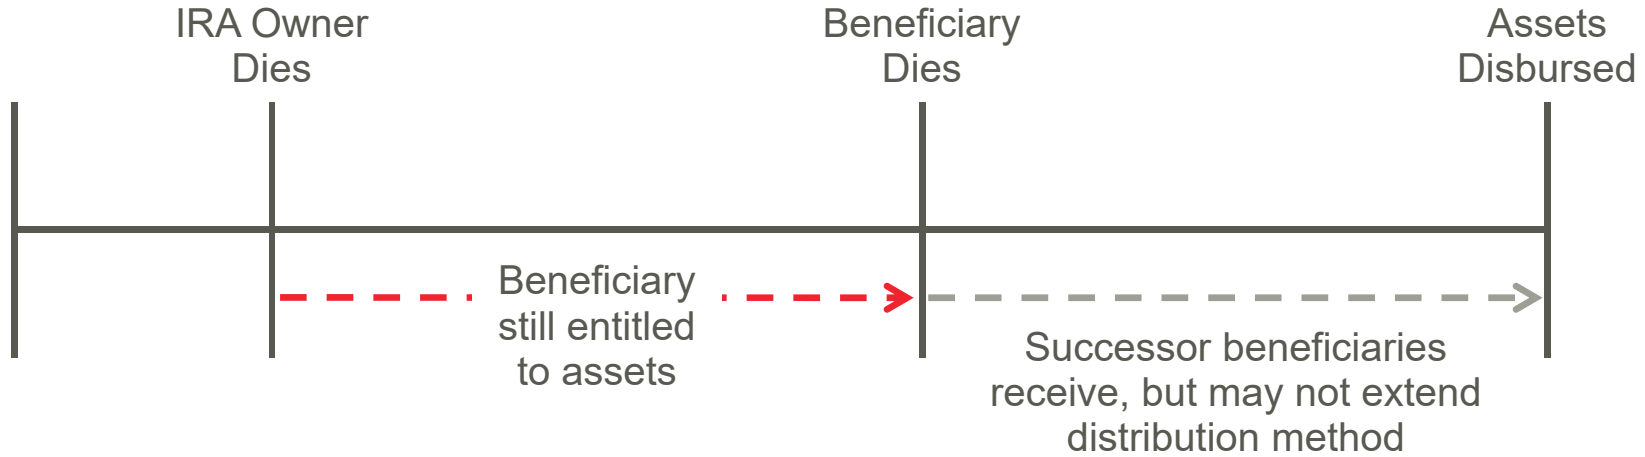 IRA Owner
Dies
Beneficiary
Dies
Assets
Disbursed
Beneficiary
still entitled
to assets
Successor beneficiaries
receive, but may not extend
distribution method